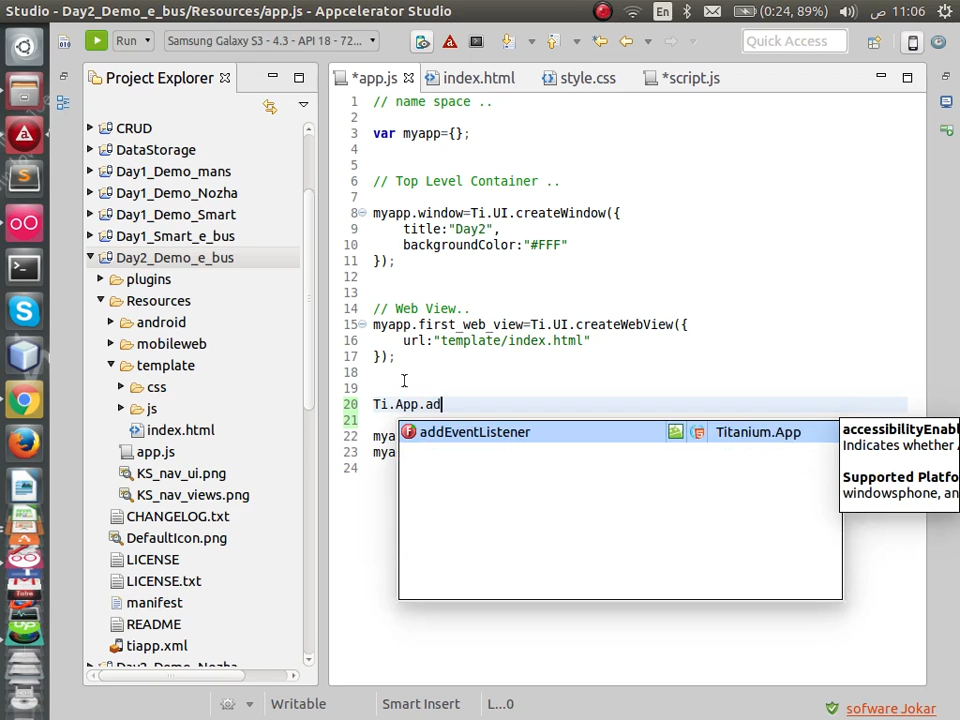 Studio - Day2_Demo_e_bus/Resources/app.js - Appcelerator Studio
En
(0:24, 89%)
11:06 ص
Run
Samsung Galaxy S3 - 4.3 - API 18 - 72...
Quick Access
Project Explorer
*app.js
index.html
style.css
*script.js
CRUD
DataStorage
Day1_Demo_mans
Day1_Demo_Nozha
Day1_Demo_Smart
Day1_Smart_e_bus
Day2_Demo_e_bus
plugins
Resources
android
mobileweb
template
css
js
index.html
app.js
KS_nav_ui.png
KS_nav_views.png
CHANGELOG.txt
DefaultIcon.png
LICENSE
LICENSE.txt
manifest
README
tiapp.xml
Day2_Demo_Nozha
1 // name space ..
2
3 var myapp={};
4
5
6 // Top Level Container ..
7
8 myapp.window=Ti.UI.createWindow({
9 title:"Day2",
10 backgroundColor:"#FFF"
11 });
12
13
14 // Web View..
15 myapp.first_web_view=Ti.UI.createWebView({
16 url:"template/index.html"
17 });
18
19
20 Ti.App.ad
21
22 mya
23 mya
24
addEventListener Titanium.App
accessibilityEnabl
Indicates whether A
Supported Platfo
windowsphone, an
Writable
Smart Insert
L...0
sofware Jokar